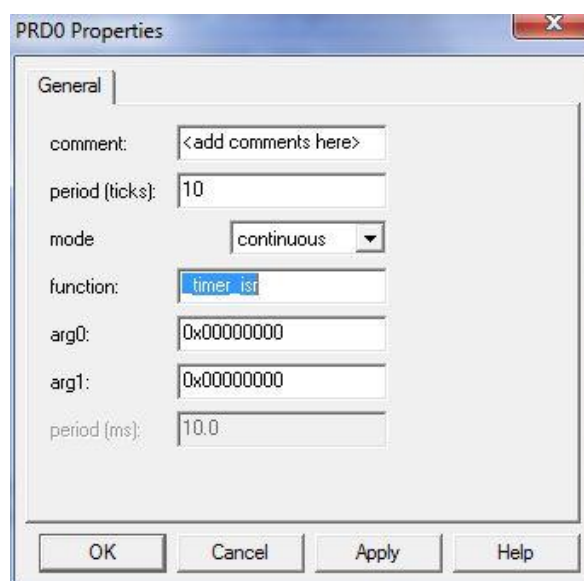 PRD0 Properties
x
General
comment: <add comments here>
period (ticks): 10
mode continuous
function: _timer_isr
arg0: 0x00000000
arg1: 0x00000000
period (ms): 10.0
OK Cancel Apply Help